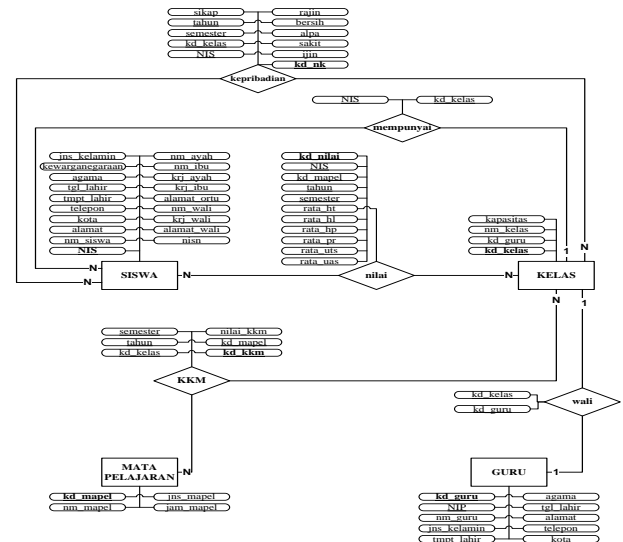 sikap rajin
tahun bersih
semester alpa
kd_kelas sakit
NIS ijin
kd_nk
kepribadian
NIS kd_kelas
mempunyai
jns_kelamin nm_ayah
kewarganegaraan nm_ibu
agama krj_ayah
tgl_lahir krj_ibu
tmpt_lahir alamat_ortu
telepon nm_wali
kota krj_wali
alamat alamat_wali
nm_siswa nisn
NIS
kd_nilai
NIS
kd_mapel
tahun
semester
rata_ht
rata_hl
rata_hp
rata_pr
rata_uts
rata_uas
kapasitas
nm_kelas
kd_guru
kd_kelas
1 N
N
N SISWA N nilai N KELAS
N 1
semester nilai_kkm
tahun kd_mapel
kd_kelas kd_kkm
KKM
kd_kelas
wali
kd_guru
MATA
PELAJARAN N
GURU 1
kd_mapel jns_mapel
nm_mapel jam_mapel
kd_guru agama
NIP tgl_lahir
nm_guru alamat
jns_kelamin telepon
tmpt_lahir kota